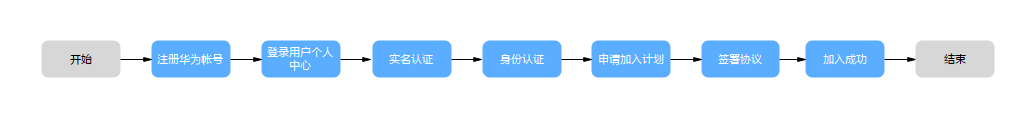 开始
注册华为帐号
登录用户个人
中心
实名认证
身份认证
申请加入计划
签署协议
加入成功
结束